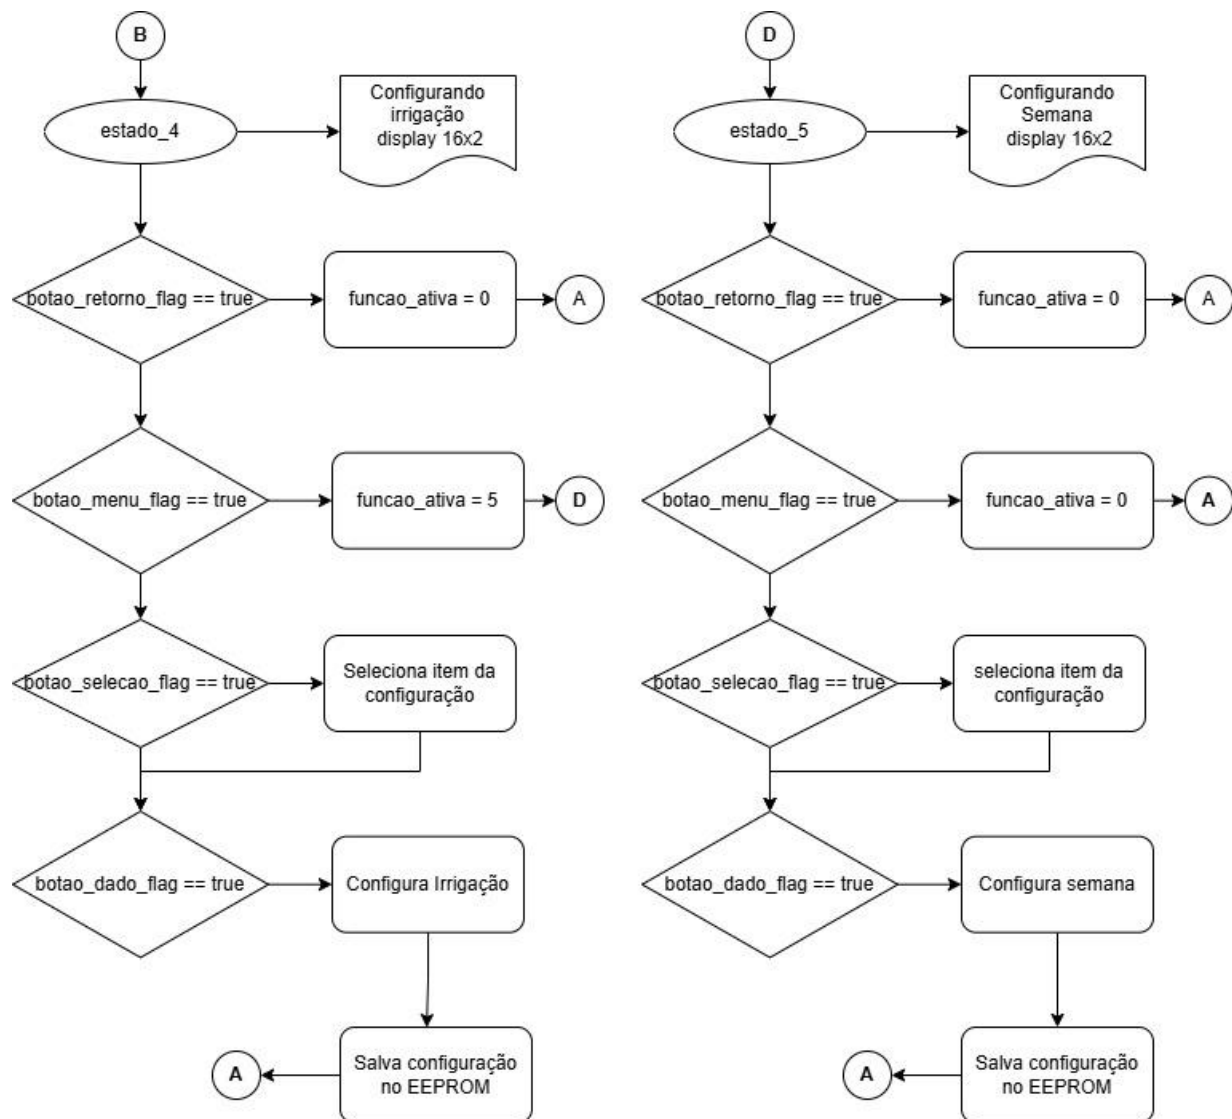 B
estado_4
Configurando
irrigação
display 16x2
botao_retorno_flag == true
funcao_ativa = 0
A
botao_menu_flag == true
funcao_ativa = 5
D
botao_selecao_flag == true
Seleciona item da
configuração
botao_dado_flag == true
Configura Irrigação
Salva configuração
no EEPROM
A
D
estado_5
Configurando
Semana
display 16x2
botao_retorno_flag == true
funcao_ativa = 0
A
botao_menu_flag == true
funcao_ativa = 0
A
botao_selecao_flag == true
seleciona item da
configuração
botao_dado_flag == true
Configura semana
Salva configuração
no EEPROM
A